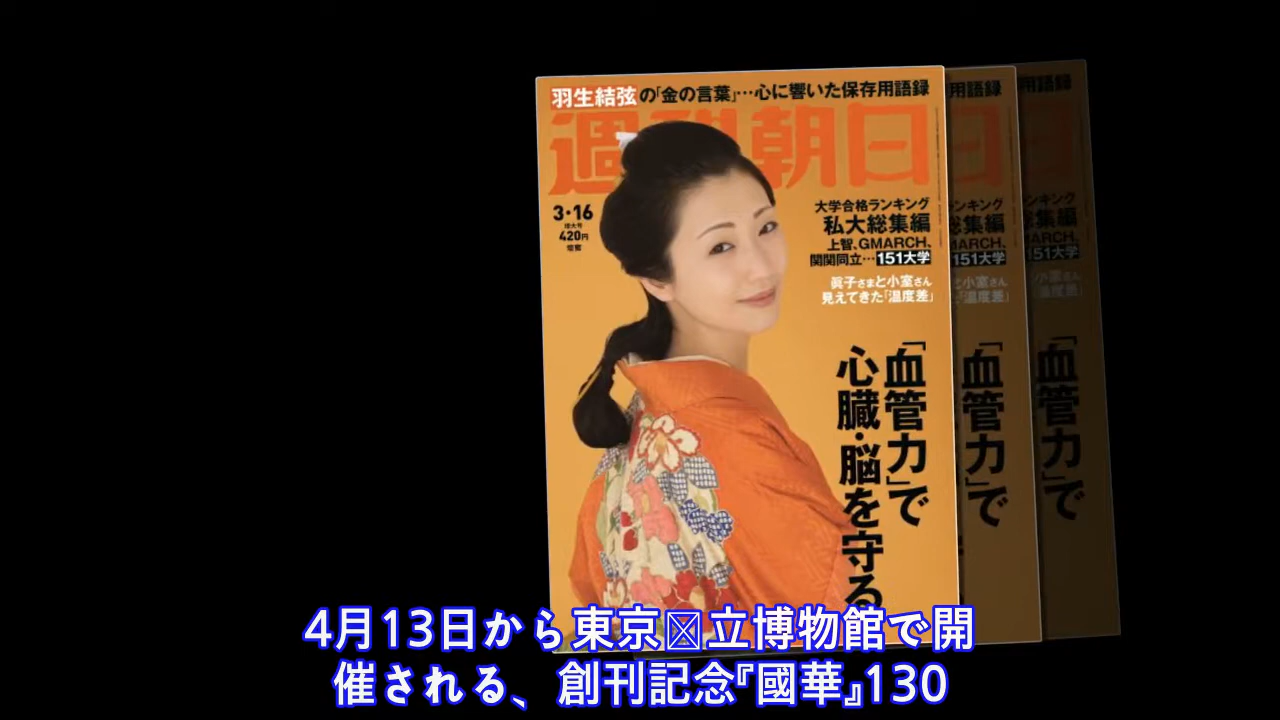 羽生結弦の「金の言葉」…心に響いた保存用語録
週刊朝日
3・16
増大号
420円
大学合格ランキング
私大総集編
上智、GMARCH、
関関同立…151大学
眞子さまと小室さん
見えてきた「温度差」
「血管力」で
心臓・脳を守る
4月13日から東京立博物館で開
催される、創刊記念『國華』130